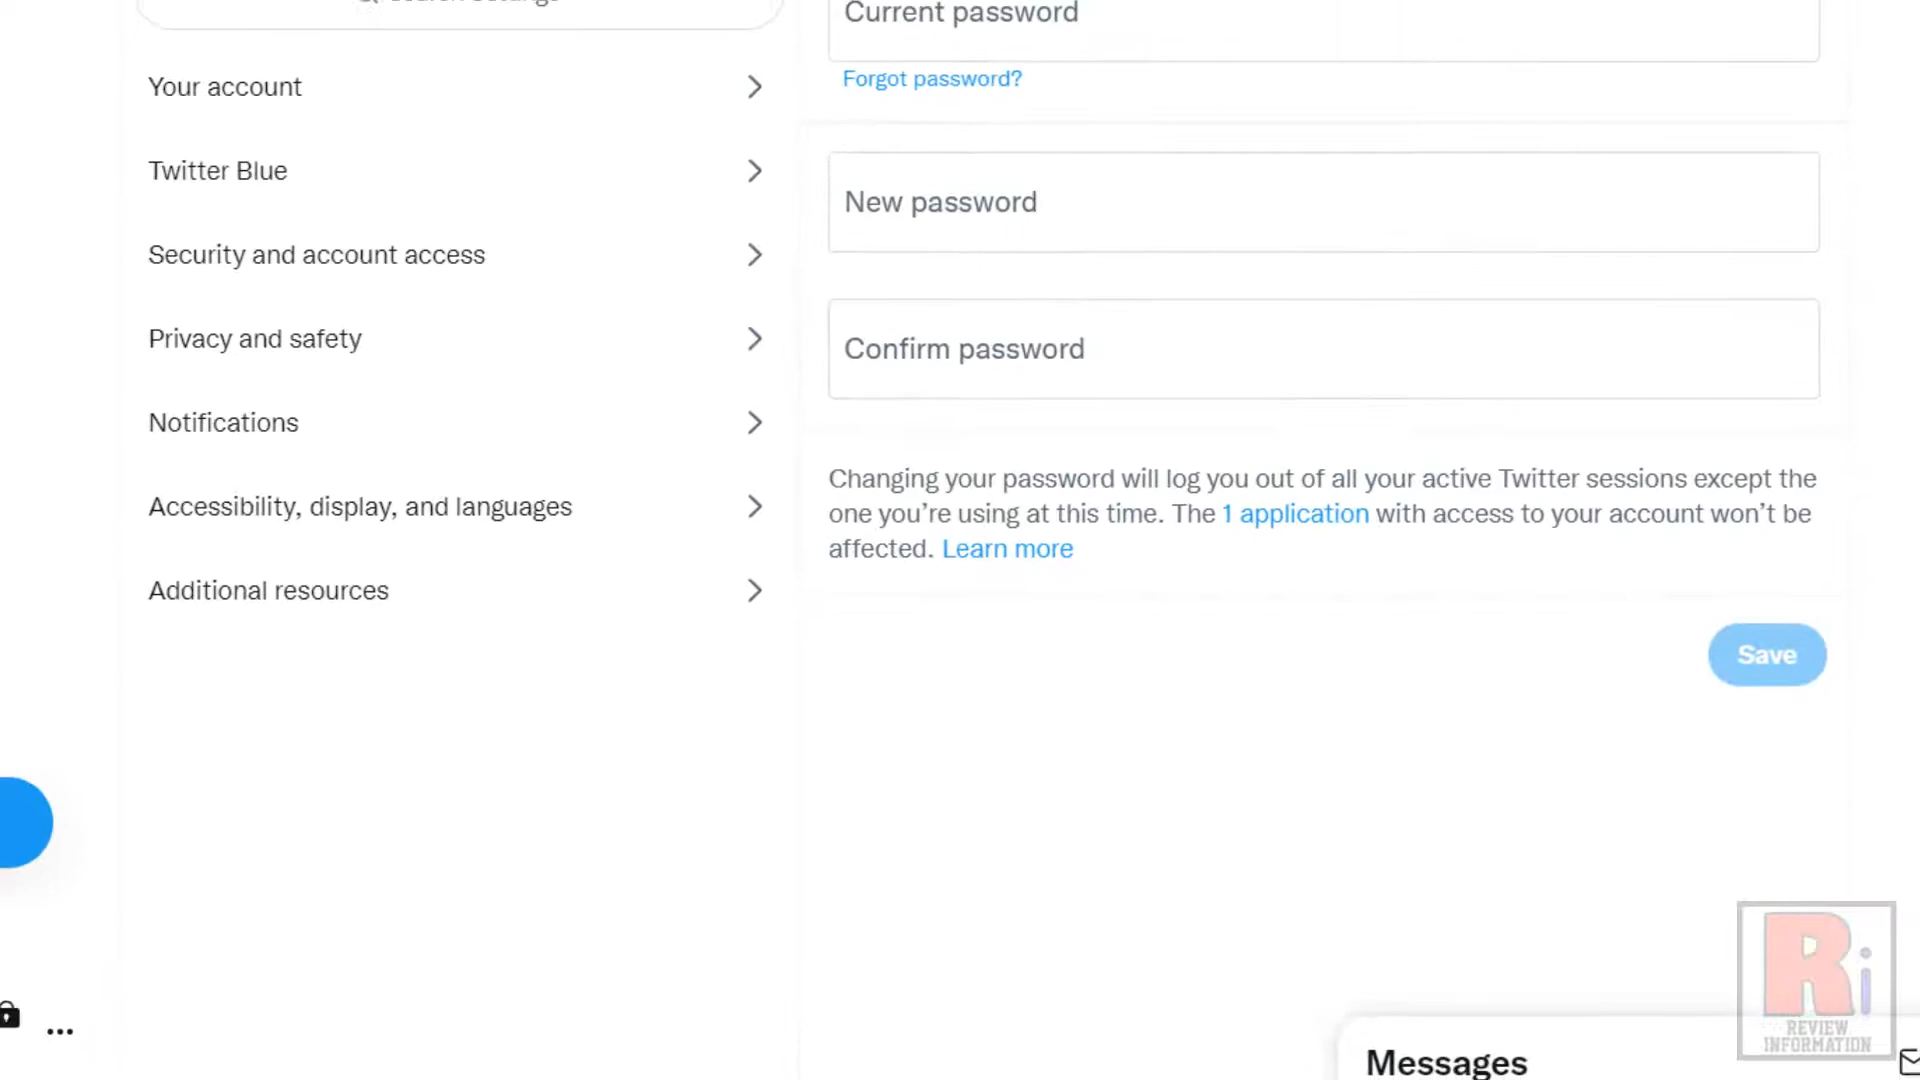 Search Settings
Your account
Twitter Blue
Security and account access
Privacy and safety
Notifications
Accessibility, display, and languages
Additional resources
Current password
Forgot password?
New password
Confirm password
Changing your password will log you out of all your active Twitter sessions except the
one you’re using at this time. The 1 application with access to your account won’t be
affected. Learn more
Save
Messages
Ri
REVIEW
INFORMATION